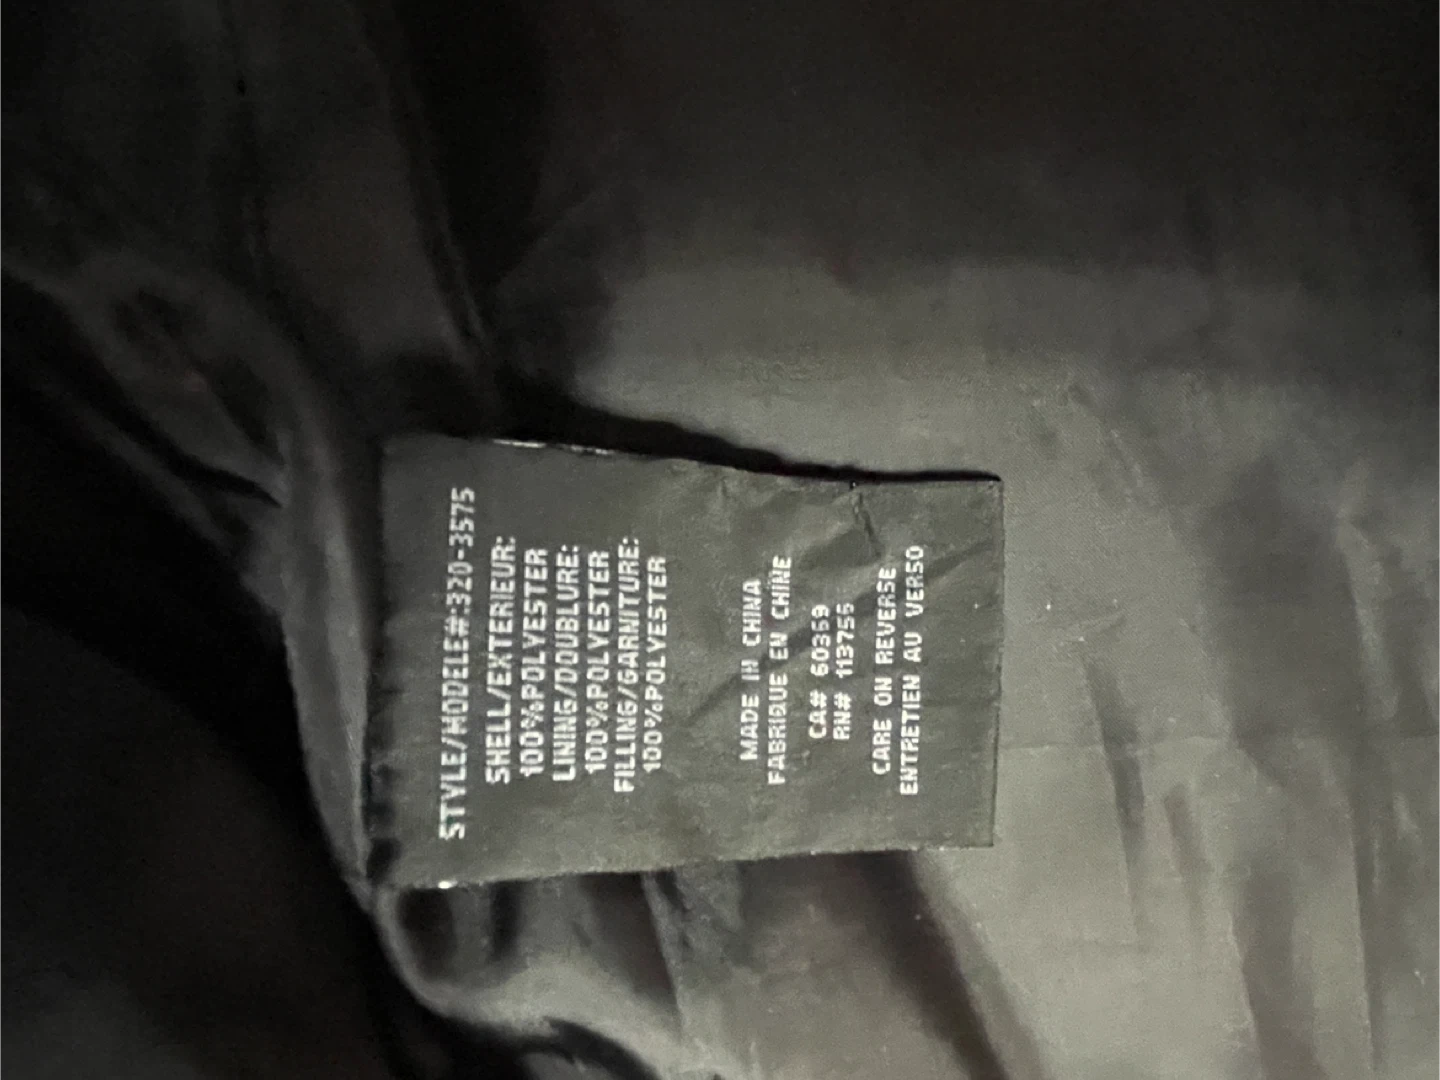 STYLE/MODELE#:320-3575
SHELL/EXTERIEUR:
100%POLYESTER
LINING/DOUBLURE:
100%POLYESTER
FILLING/GARNITURE:
100%POLYESTER
MADE IN CHINA
FABRIQUE EN CHINE
CA# 60369
RN# 113756
CARE ON REVERSE
ENTRETIEN AU VERSO